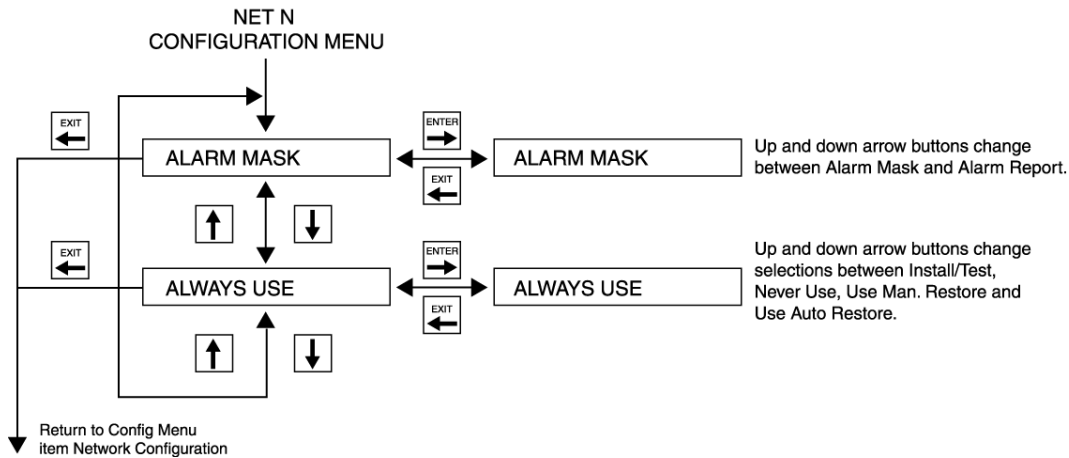 NET N
CONFIGURATION MENU
EXIT
ALARM MASK
ENTER
EXIT
ALARM MASK
Up and down arrow buttons change
between Alarm Mask and Alarm Report.
EXIT
ALWAYS USE
ENTER
EXIT
ALWAYS USE
Up and down arrow buttons change
selections between Install/Test,
Never Use, Use Man. Restore and
Use Auto Restore.
Return to Config Menu
item Network Configuration